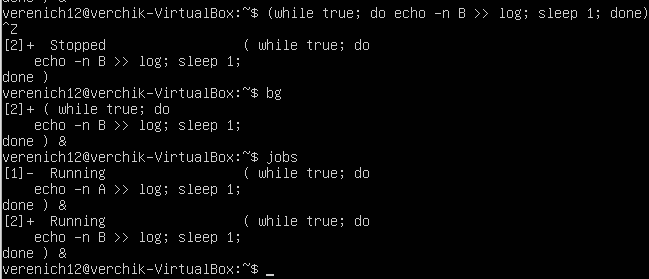 done ) &
verenich12@verchik-VirtualBox:~$ (while true; do echo -n B >> log; sleep 1; done)
^Z
[2]+  Stopped                 ( while true; do
    echo -n B >> log; sleep 1;
done )
verenich12@verchik-VirtualBox:~$ bg
[2]+ ( while true; do
    echo -n B >> log; sleep 1;
done ) &
verenich12@verchik-VirtualBox:~$ jobs
[1]-  Running                 ( while true; do
    echo -n A >> log; sleep 1;
done ) &
[2]+  Running                 ( while true; do
    echo -n B >> log; sleep 1;
done ) &
verenich12@verchik-VirtualBox:~$ _